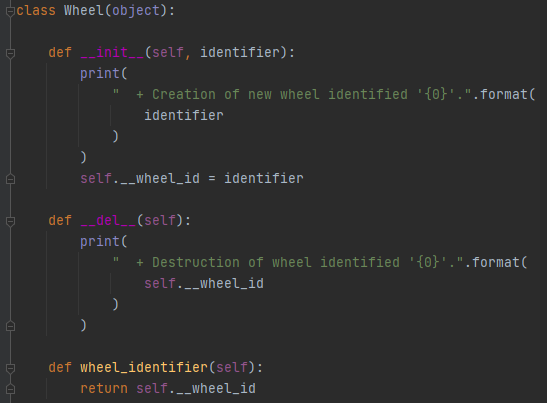 class Wheel(object):
def __init__(self, identifier):
print(
"  + Creation of new wheel identified '{0}'.".format(
identifier
)
)
self.__wheel_id = identifier
def __del__(self):
print(
"  + Destruction of wheel identified '{0}'.".format(
self.__wheel_id
)
)
def wheel_identifier(self):
return self.__wheel_id